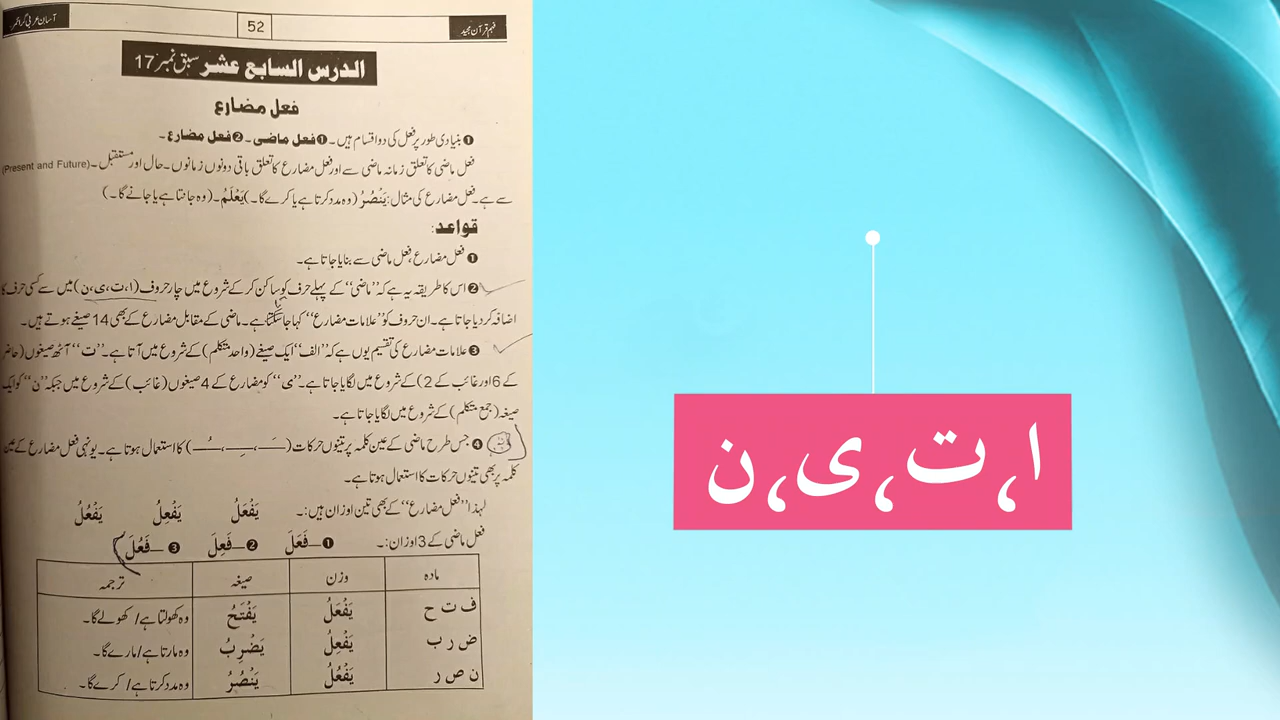 فہم قرآن مجید
52
آسان عربی گرائمر
الدرس السابع عشر سبق نمبر 17
فعل مضارع
❶ بنیادی طور پر فعل کی دو اقسام ہیں۔ ❶ فعل ماضی۔ ❷ فعل مضارع۔
فعل ماضی کا تعلق زمانہ ماضی سے اور فعل مضارع کا تعلق باقی دونوں زمانوں۔ حال اور مستقبل۔ (Present and Future)
سے ہے۔ فعل مضارع کی مثال: یَنْصُرُ (وہ مدد کرتا ہے یا کرے گا۔) یَعْلَمُ۔ (وہ جانتا ہے یا جانے گا۔)
قواعد:
❶ فعل مضارع، فعل ماضی سے بنایا جاتا ہے۔
❷ اس کا طریقہ یہ ہے کہ ”ماضی“ کے پہلے حرف کو ساکن کر کے شروع میں چار حروف (ا، ت، ی، ن) میں سے کسی حرف کا
اضافہ کر دیا جاتا ہے۔ ان حروف کو ”علامات مضارع“ کہا جا سکتا ہے۔ ماضی کے مقابل مضارع کے بھی 14 صیغے ہوتے ہیں۔
❸ علامات مضارع کی تقسیم یوں ہے کہ ”الف“ ایک صیغے (واحد متکلم) کے شروع میں آتا ہے۔ ”ت“ آٹھ صیغوں (حاضر
کے 6 اور غائب کے 2) کے شروع میں لگایا جاتا ہے۔ ”ی“ کو مضارع کے 4 صیغوں (غائب) کے شروع میں جبکہ ”ن“ کو ایک
صیغہ (جمع متکلم) کے شروع میں لگایا جاتا ہے۔
❹ جس طرح ماضی کے عین کلمہ پر تینوں حرکات (ـَـ، ـِـ، ـُـ) کا استعمال ہوتا ہے۔ یونہی فعل مضارع کے عین
کلمہ پر بھی تینوں حرکات کا استعمال ہوتا ہے۔
لہذا ”فعل مضارع“ کے بھی تین اوزان ہیں:۔ یَفْعَلُ یَفْعِلُ یَفْعُلُ
فعل ماضی کے 3 اوزان:۔ ❶ـ فَعَلَ ❷ـ فَعِلَ ❸ـ فَعُلَ
مادہ وزن صیغہ ترجمہ
ف ت ح یَفْعَلُ یَفْتَحُ وہ کھولتا ہے/ کھولے گا۔
ض ر ب یَفْعِلُ یَضْرِبُ وہ مارتا ہے/ مارے گا۔
ن ص ر یَفْعُلُ یَنْصُرُ وہ مدد کرتا ہے/ کرے گا۔
ا، ت، ی، ن